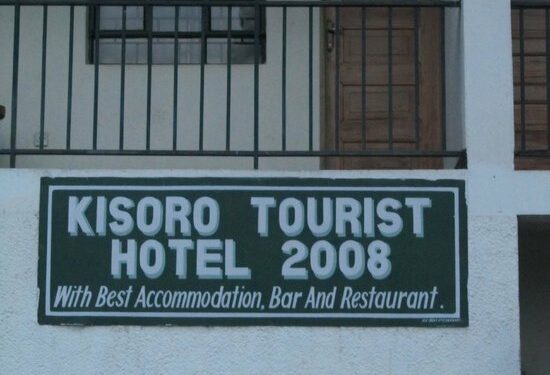 KISORO TOURIST
HOTEL 2008
With Best Accommodation, Bar And Restaurant.